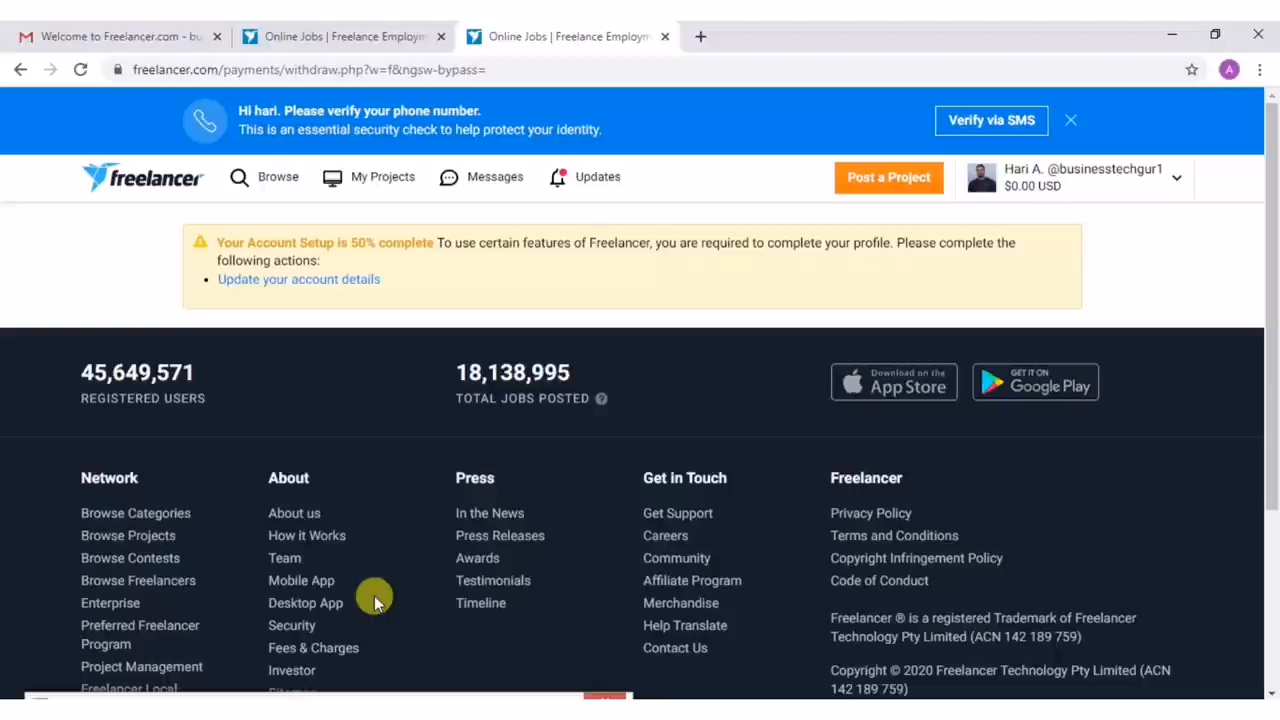 Welcome to Freelancer.com - bu
Online Jobs | Freelance Employm
Online Jobs | Freelance Employm
freelancer.com/payments/withdraw.php?w=f&ngsw-bypass=
A
Hi hari. Please verify your phone number.
This is an essential security check to help protect your identity.
Verify via SMS
freelancer
Browse
My Projects
Messages
Updates
Post a Project
Hari A. @businesstechgur1
$0.00 USD
Your Account Setup is 50% complete To use certain features of Freelancer, you are required to complete your profile. Please complete the
following actions:
• Update your account details
45,649,571
REGISTERED USERS
18,138,995
TOTAL JOBS POSTED ?
Download on the
App Store
GET IT ON
Google Play
Network
Browse Categories
Browse Projects
Browse Contests
Browse Freelancers
Enterprise
Preferred Freelancer
Program
Project Management
Freelancer Local
About
About us
How it Works
Team
Mobile App
Desktop App
Security
Fees & Charges
Investor
Press
In the News
Press Releases
Awards
Testimonials
Timeline
Get in Touch
Get Support
Careers
Community
Affiliate Program
Merchandise
Help Translate
Contact Us
Freelancer
Privacy Policy
Terms and Conditions
Copyright Infringement Policy
Code of Conduct
Freelancer ® is a registered Trademark of Freelancer
Technology Pty Limited (ACN 142 189 759)
Copyright © 2020 Freelancer Technology Pty Limited (ACN
142 189 759)